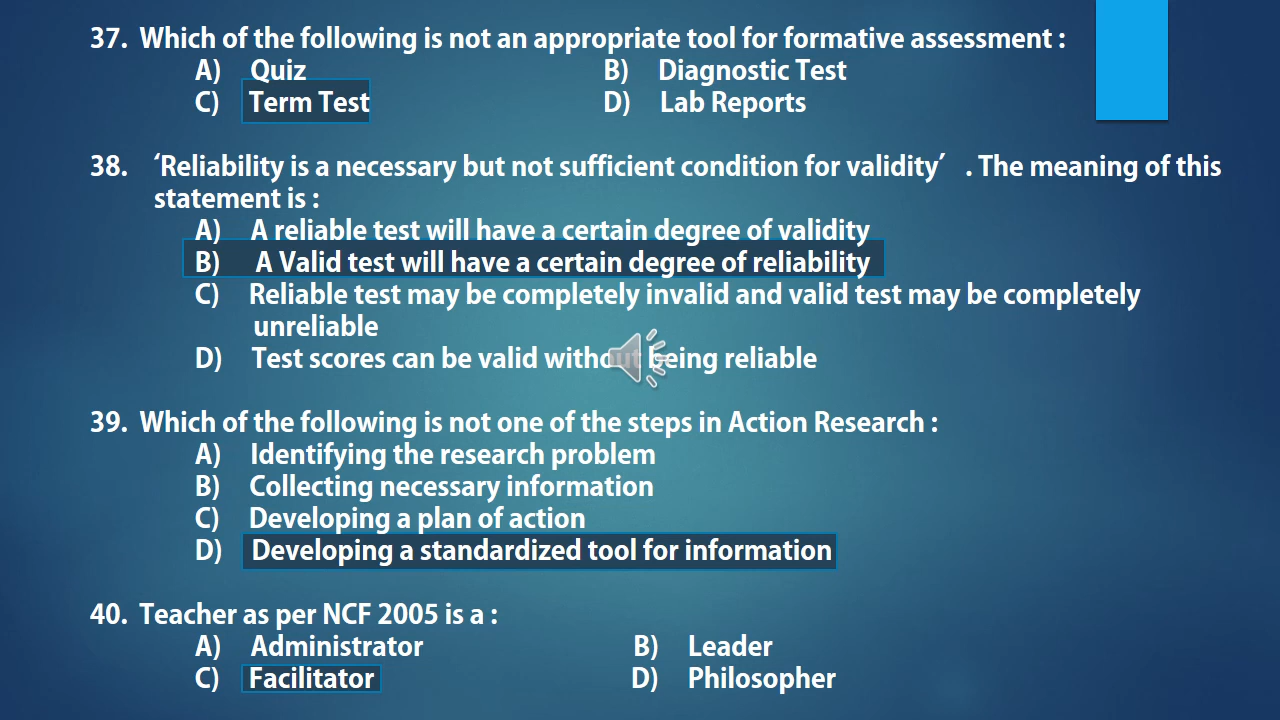 37. Which of the following is not an appropriate tool for formative assessment :
A) Quiz B) Diagnostic Test
C) Term Test D) Lab Reports
38. ‘Reliability is a necessary but not sufficient condition for validity’ . The meaning of this
statement is :
A) A reliable test will have a certain degree of validity
B) A Valid test will have a certain degree of reliability
C) Reliable test may be completely invalid and valid test may be completely
unreliable
D) Test scores can be valid without being reliable
39. Which of the following is not one of the steps in Action Research :
A) Identifying the research problem
B) Collecting necessary information
C) Developing a plan of action
D) Developing a standardized tool for information
40. Teacher as per NCF 2005 is a :
A) Administrator B) Leader
C) Facilitator D) Philosopher